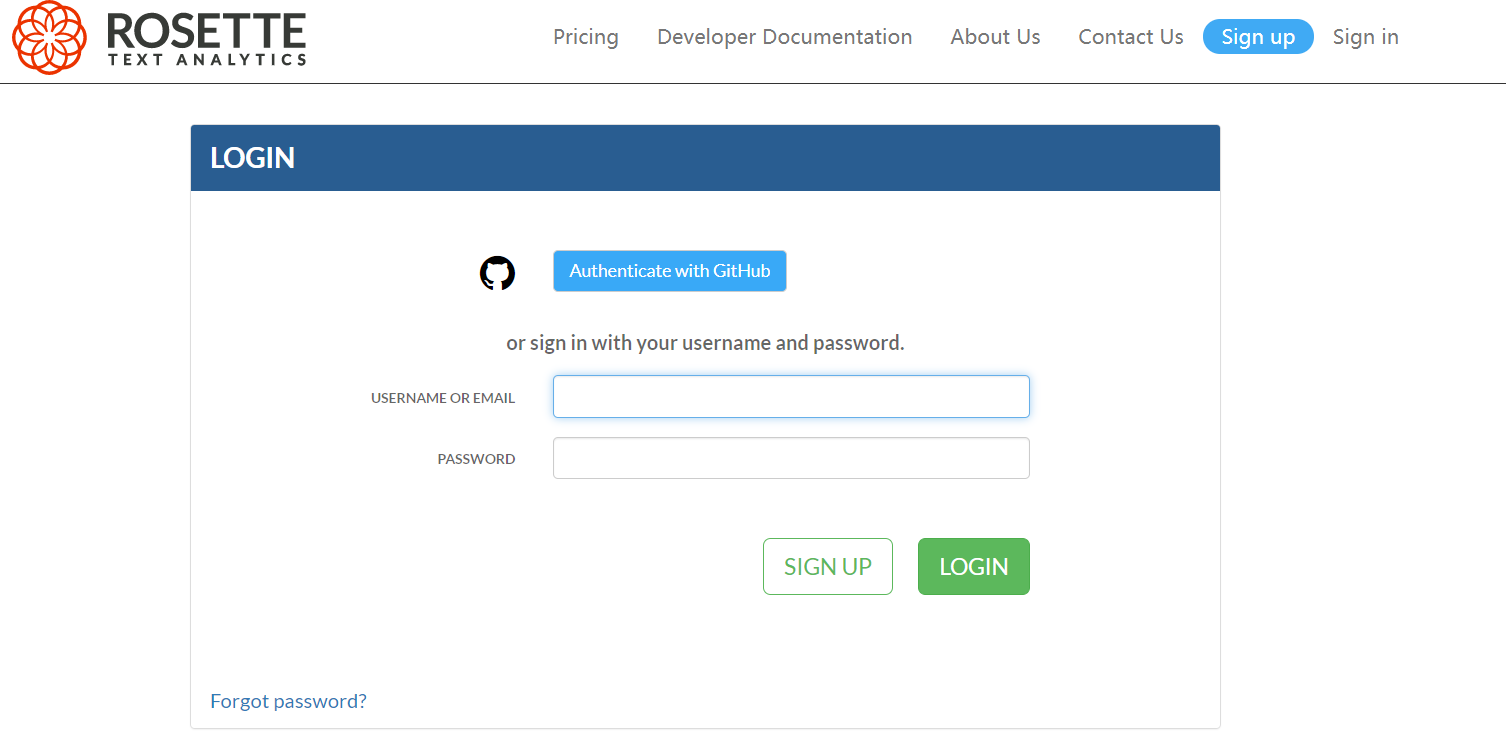 ROSETTE
TEXT ANALYTICS
Pricing Developer Documentation About Us Contact Us Sign up Sign in
LOGIN
Authenticate with GitHub
or sign in with your username and password.
USERNAME OR EMAIL
PASSWORD
SIGN UP LOGIN
Forgot password?